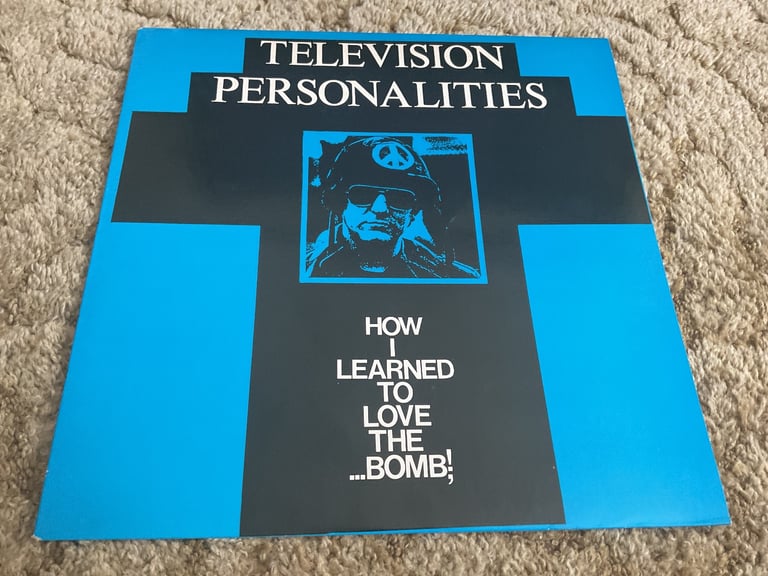 TELEVISION
PERSONALITIES
HOW
I
LEARNED
TO
LOVE
THE
...BOMB!;